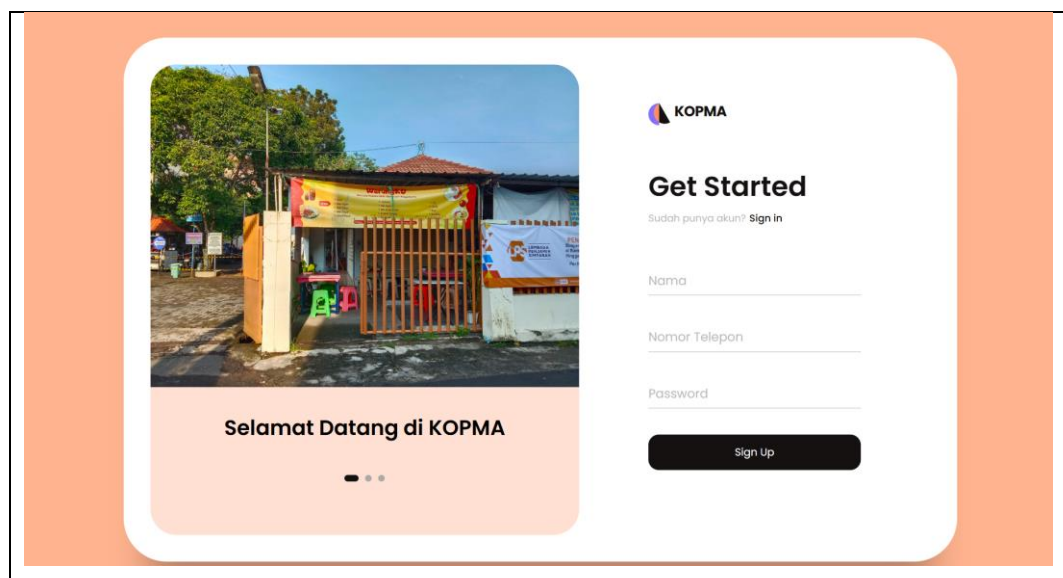 KOPMA
Get Started
Sudah punya akun? Sign in
Nama
Nomor Telepon
Password
Sign Up
Selamat Datang di KOPMA